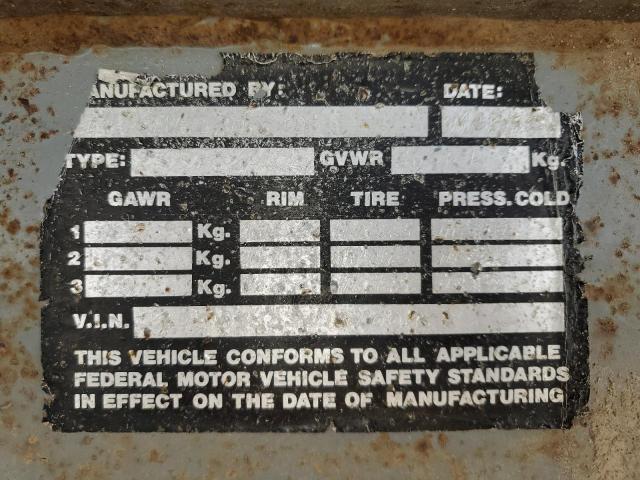 MANUFACTURED BY: DATE:
TYPE: GVWR Kg.
GAWR RIM TIRE PRESS. COLD
1 Kg.
2 Kg.
3 Kg.
V.I.N.
THIS VEHICLE CONFORMS TO ALL APPLICABLE
FEDERAL MOTOR VEHICLE SAFETY STANDARDS
IN EFFECT ON THE DATE OF MANUFACTURING